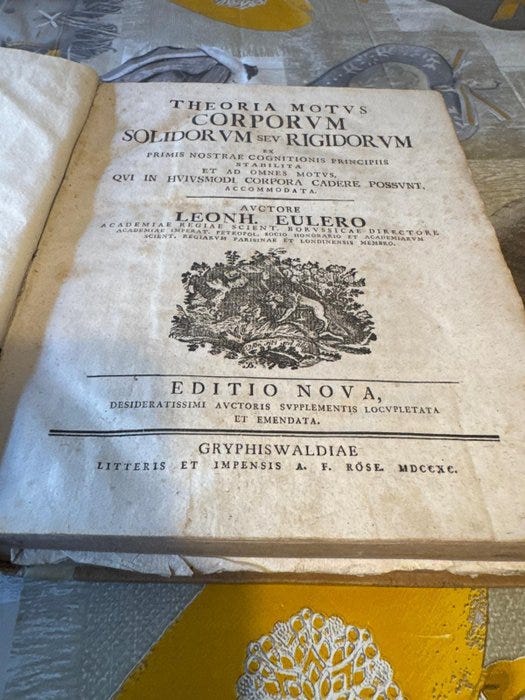 THEORIA MOTVS
CORPORVM
SOLIDORVM SEV RIGIDORVM
EX
PRIMIS NOSTRAE COGNITIONIS PRINCIPIIS
STABILITA
ET AD OMNES MOTVS,
QVI IN HVIVSMODI CORPORA CADERE POSSVNT,
ACCOMMODATA.
AVCTORE
LEONH. EULERO
ACADEMIAE REGIAE SCIENT. BORVSSICAE DIRECTORE
ACADEMIAE IMPERAT. PETROPOL. SOCIO HONORARIO ET ACADEMIARVM
SCIENT. REGIARVM PARISINAE ET LONDINENSIS MEMBRO.
EDITIO NOVA,
DESIDERATISSIMI AVCTORIS SVPPLEMENTIS LOCVPLETATA
ET EMENDATA.
GRYPHISWALDIAE
LITTERIS ET IMPENSIS A. F. RÖSE. MDCCXC.